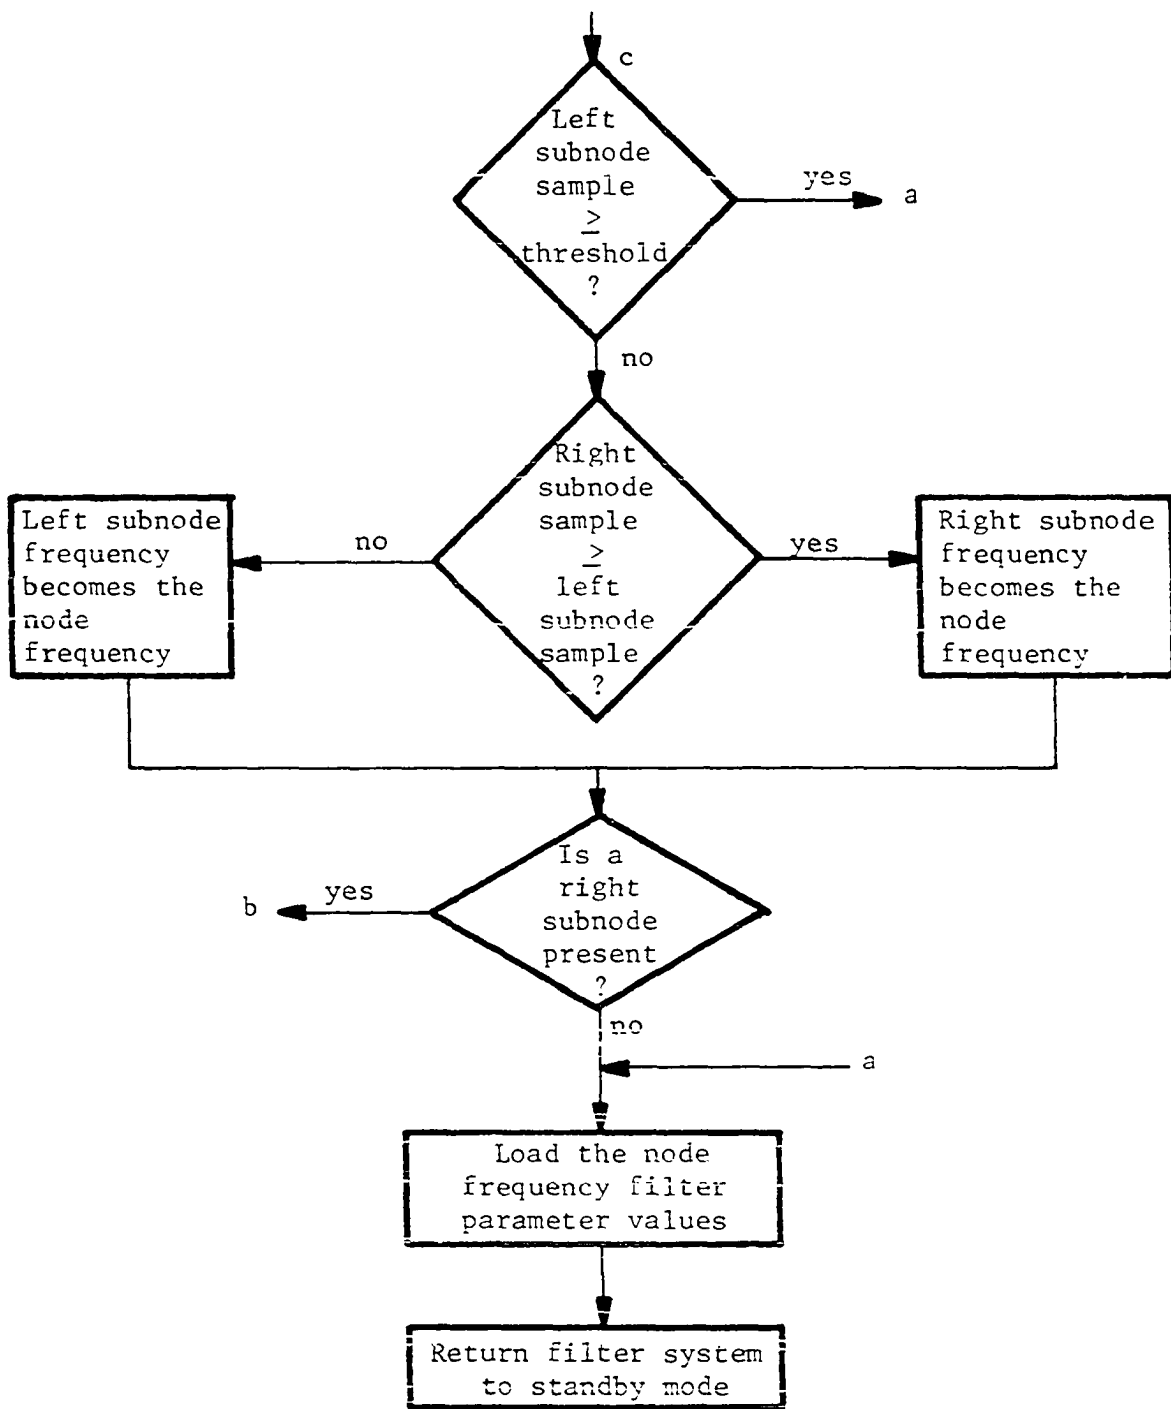 c
Left
subnode
sample
≥
threshold
?
yes
a
no
Right
subnode
sample
≥
left
subnode
sample
?
no
yes
Left subnode
frequency
becomes the
node
frequency
Right subnode
frequency
becomes the
node
frequency
Is a
right
subnode
present
?
yes
b
no
a
Load the node
frequency filter
parameter values
Return filter system
to standby mode